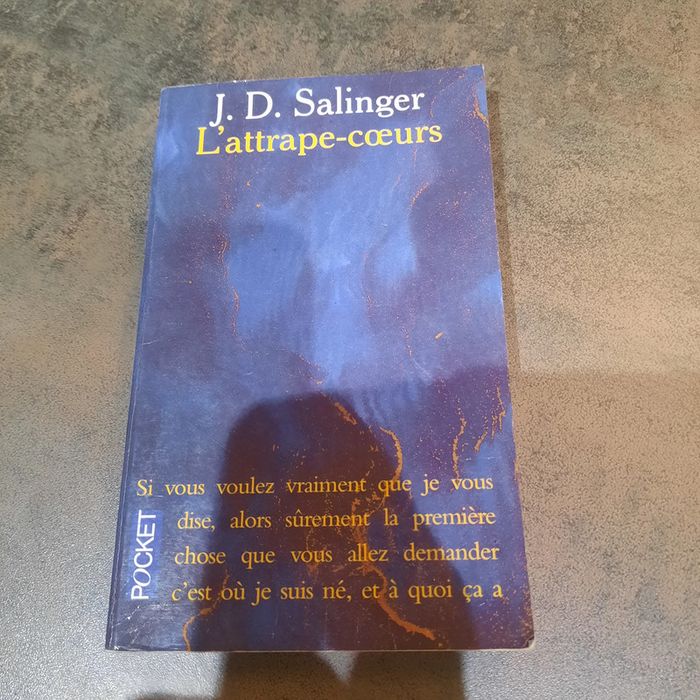 J. D. Salinger
L'attrape-cœurs
Si vous voulez vraiment que je vous
dise, alors sûrement la première
chose que vous allez demander
c'est où je suis né, et à quoi ça a
POCKET